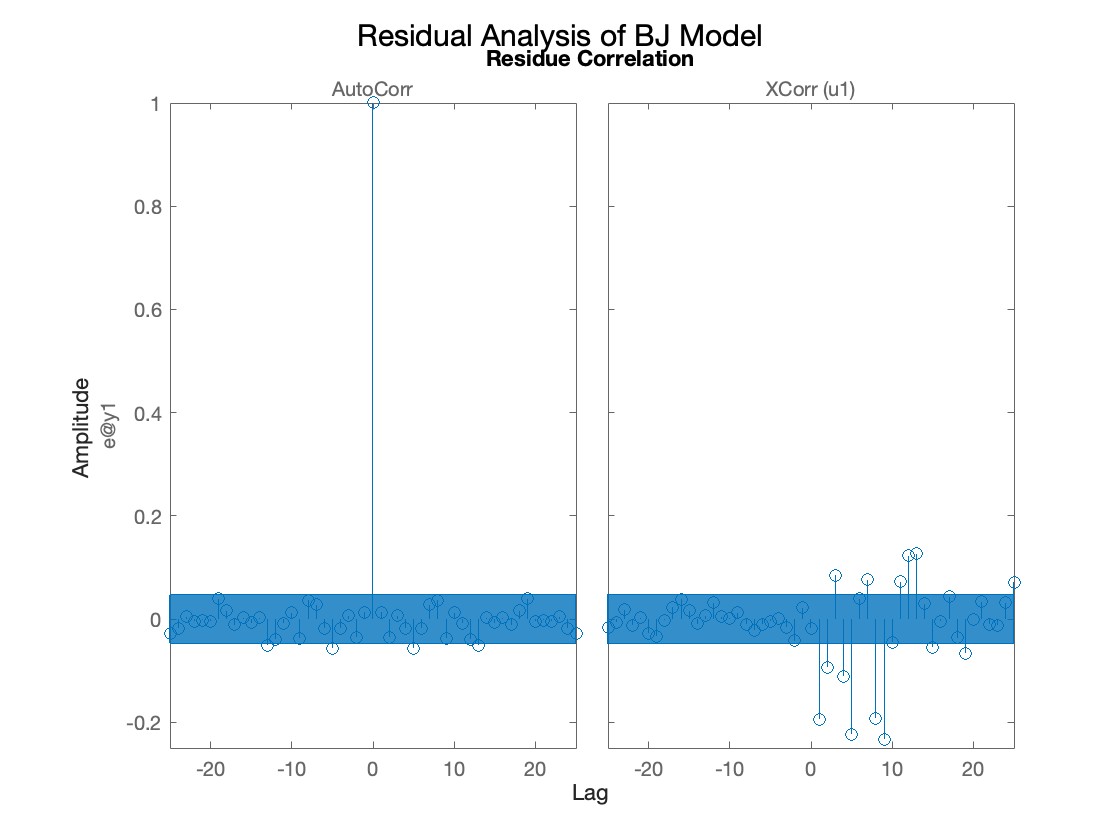 Residual Analysis of BJ Model
Residue Correlation
AutoCorr
XCorr (u1)
1
0.8
0.6
0.4
0.2
0
-0.2
Amplitude
e@y1
-20 -10 0 10 20
-20 -10 0 10 20
Lag